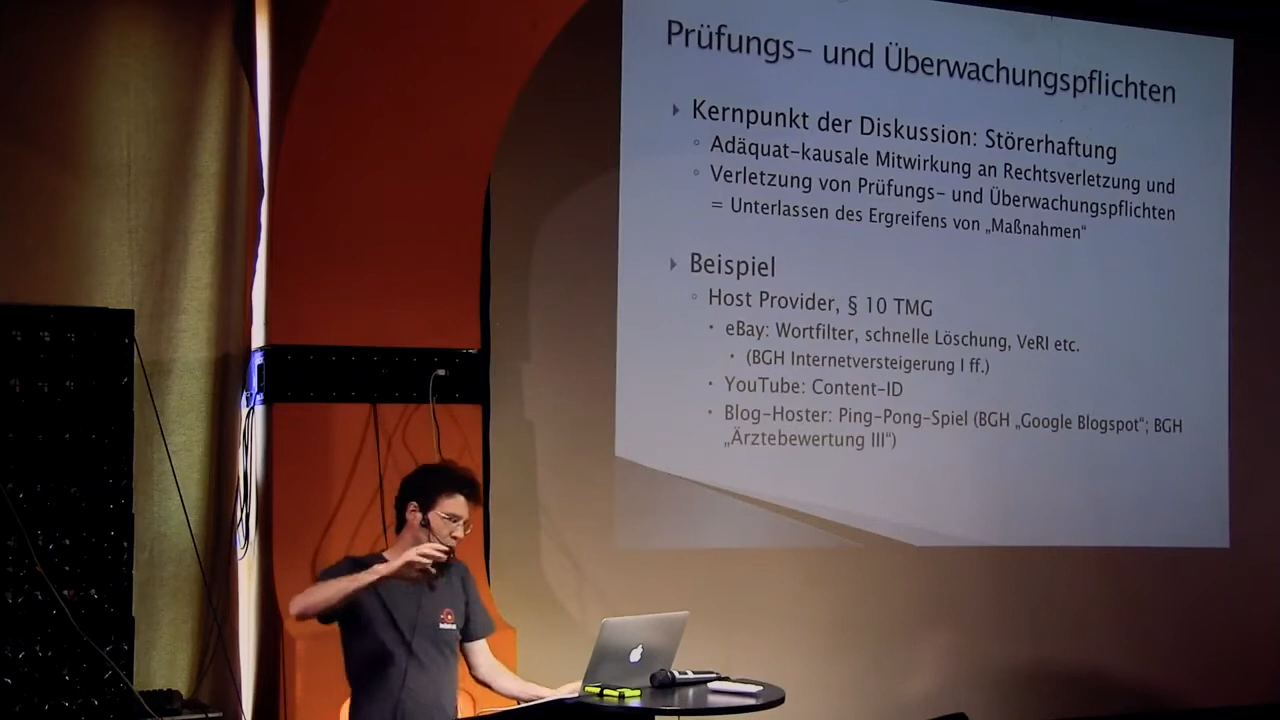 Prüfungs- und Überwachungspflichten
Kernpunkt der Diskussion: Störerhaftung
Adäquat-kausale Mitwirkung an Rechtsverletzung und
Verletzung von Prüfungs- und Überwachungspflichten
= Unterlassen des Ergreifens von „Maßnahmen“
Beispiel
Host Provider, § 10 TMG
eBay: Wortfilter, schnelle Löschung, VeRI etc.
(BGH Internetversteigerung I ff.)
YouTube: Content-ID
Blog-Hoster: Ping-Pong-Spiel (BGH „Google Blogspot“; BGH
„Ärztebewertung III“)